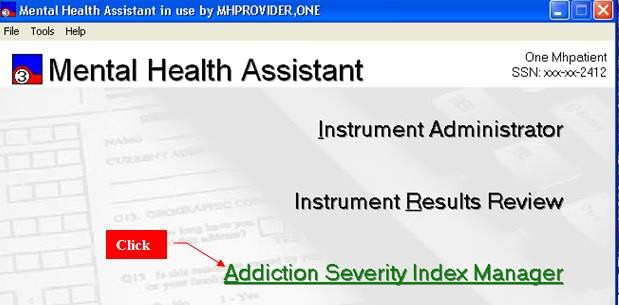 Mental Health Assistant in use by MHPROVIDER,ONE
File Tools Help
3 Mental Health Assistant
One Mhpatient
SSN: xxx-xx-2412
Instrument Administrator
Instrument Results Review
Click
Addiction Severity Index Manager